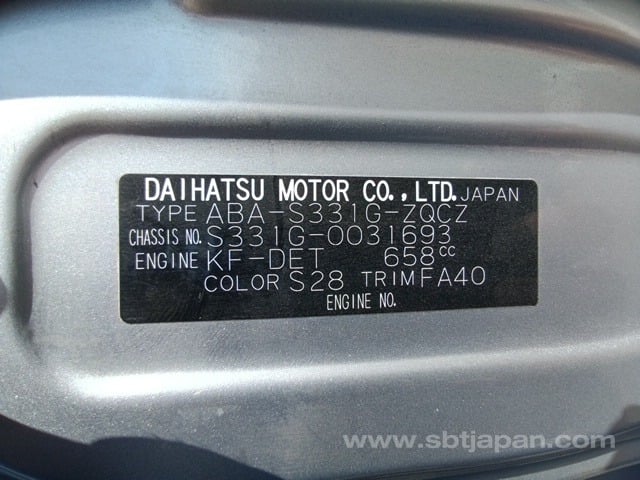 DAIHATSU MOTOR CO.,LTD. JAPAN
TYPE ABA-S331G-ZQCZ
CHASSIS NO. S331G-0031693
ENGINE KF-DET 658cc
COLOR S28 TRIM FA40
ENGINE NO.
www.sbtjapan.com